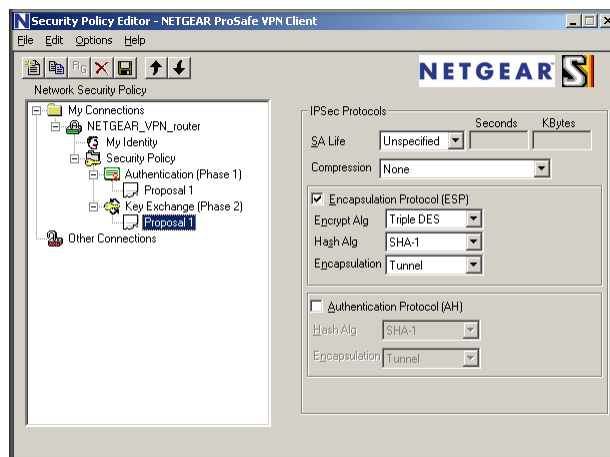 Security Policy Editor - NETGEAR ProSafe VPN Client
File Edit Options Help
NETGEAR
Network Security Policy
My Connections
NETGEAR_VPN_router
My Identity
Security Policy
Authentication (Phase 1)
Proposal 1
Key Exchange (Phase 2)
Proposal 1
Other Connections
IPSec Protocols
Seconds KBytes
SA Life Unspecified
Compression None
Encapsulation Protocol (ESP)
Encrypt Alg Triple DES
Hash Alg SHA-1
Encapsulation Tunnel
Authentication Protocol (AH)
Hash Alg SHA-1
Encapsulation Tunnel